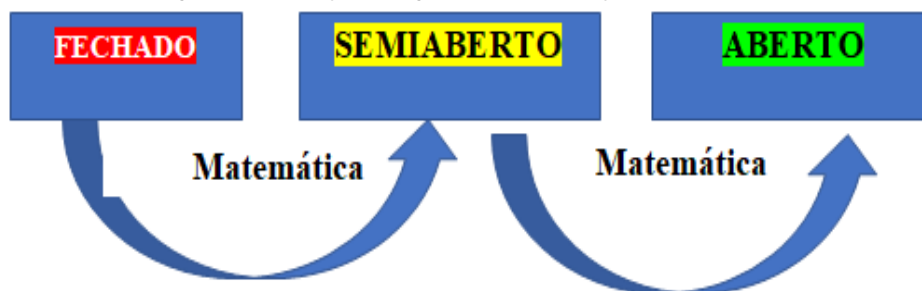 FECHADO
SEMIABERTO
ABERTO
Matemática
Matemática